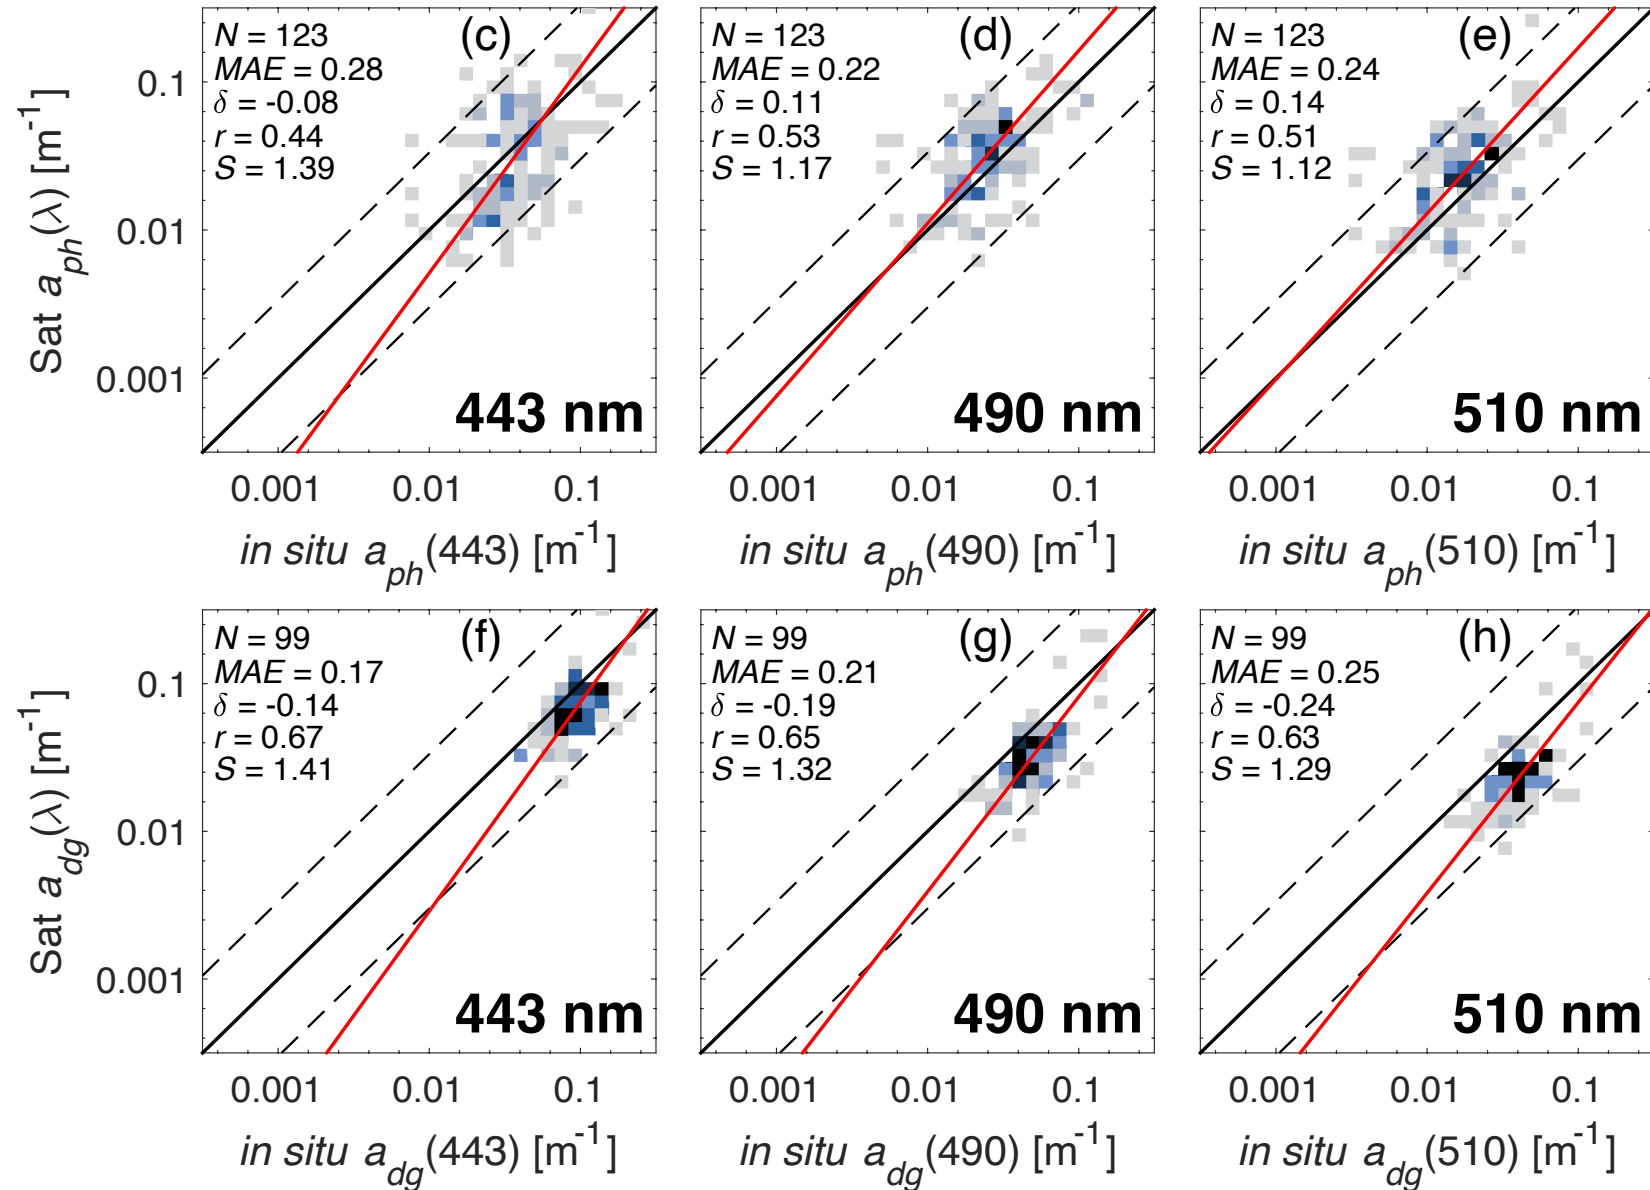 (c)
N = 123
MAE = 0.28
δ = -0.08
r = 0.44
S = 1.39
443 nm
(d)
N = 123
MAE = 0.22
δ = 0.11
r = 0.53
S = 1.17
490 nm
(e)
N = 123
MAE = 0.24
δ = 0.14
r = 0.51
S = 1.12
510 nm
Sat a_ph(λ) [m⁻¹]
0.1
0.01
0.001
0.001 0.01 0.1
0.001 0.01 0.1
0.001 0.01 0.1
in situ a_ph(443) [m⁻¹]
in situ a_ph(490) [m⁻¹]
in situ a_ph(510) [m⁻¹]
(f)
N = 99
MAE = 0.17
δ = -0.14
r = 0.67
S = 1.41
443 nm
(g)
N = 99
MAE = 0.21
δ = -0.19
r = 0.65
S = 1.32
490 nm
(h)
N = 99
MAE = 0.25
δ = -0.24
r = 0.63
S = 1.29
510 nm
Sat a_dg(λ) [m⁻¹]
0.1
0.01
0.001
0.001 0.01 0.1
0.001 0.01 0.1
0.001 0.01 0.1
in situ a_dg(443) [m⁻¹]
in situ a_dg(490) [m⁻¹]
in situ a_dg(510) [m⁻¹]